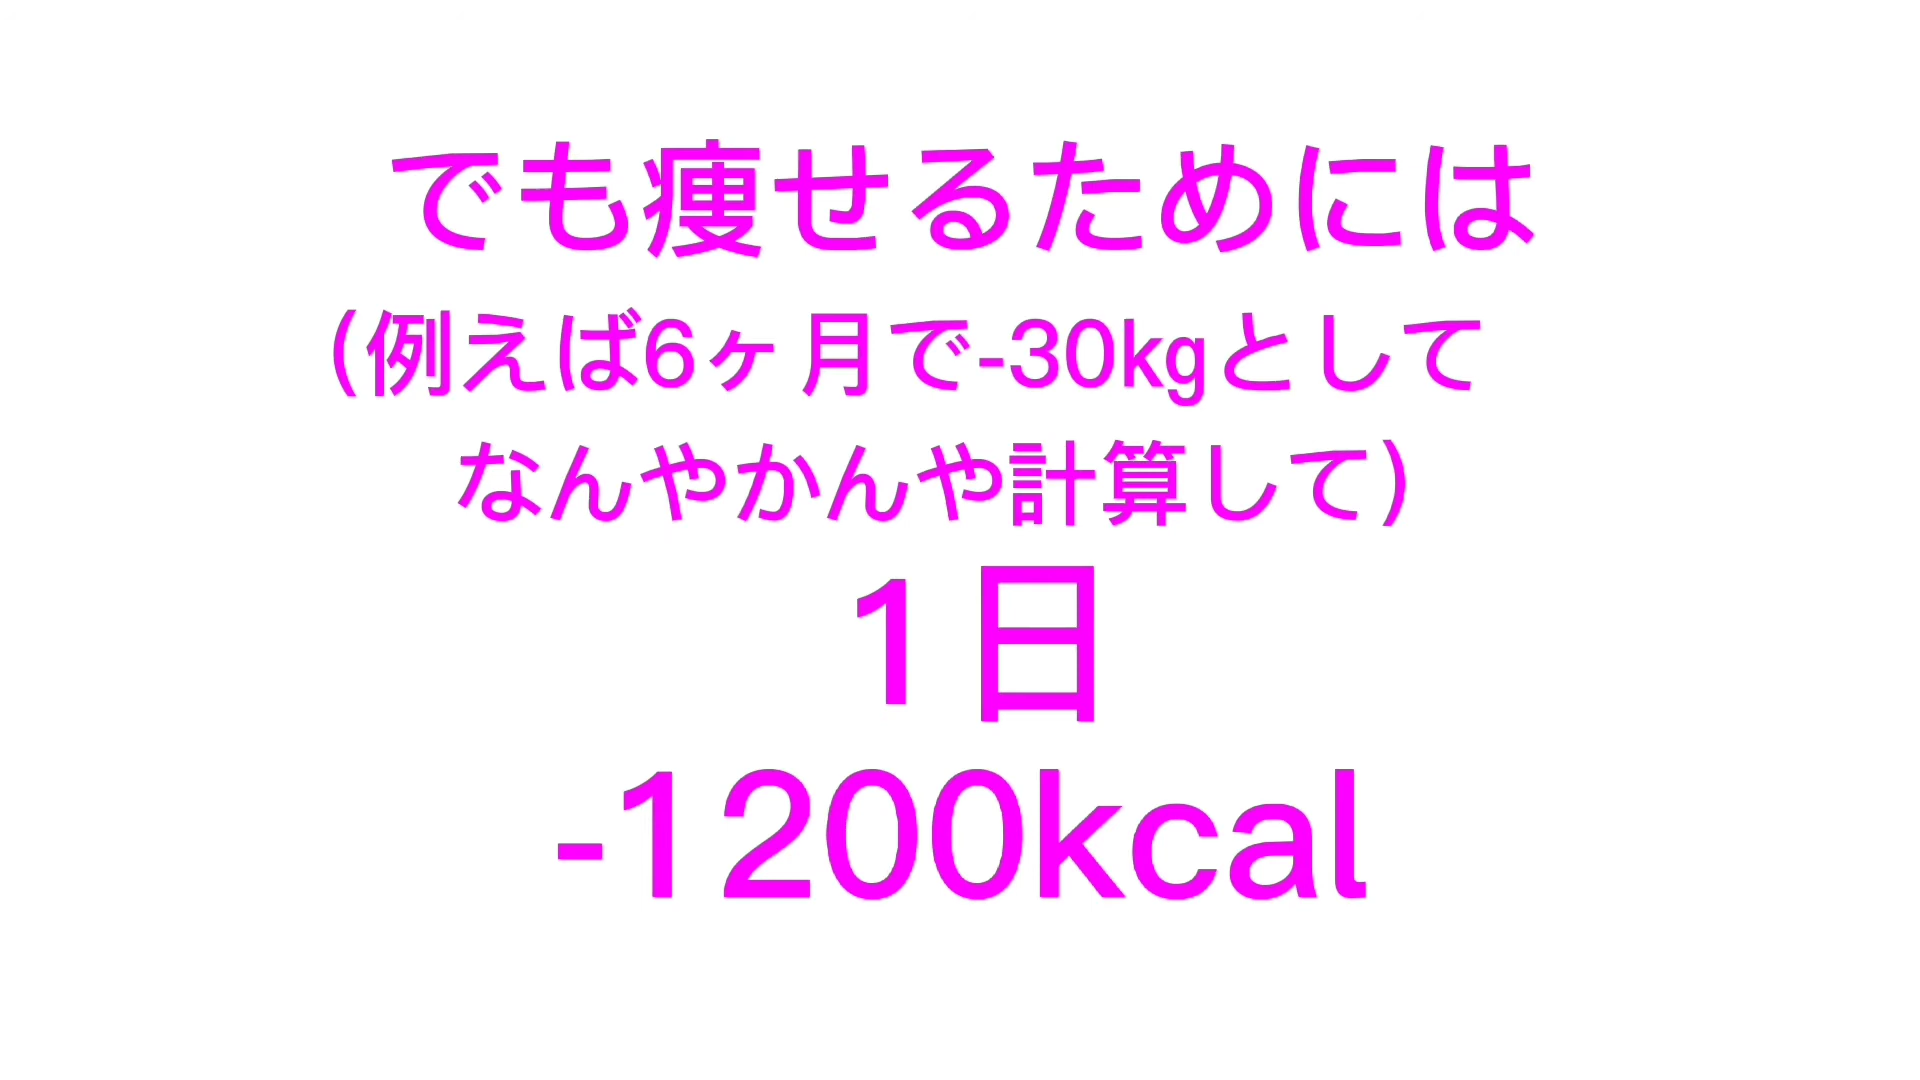 でも痩せるためには
(例えば6ヶ月で-30kgとして
なんやかんや計算して)
1日
-1200kcal